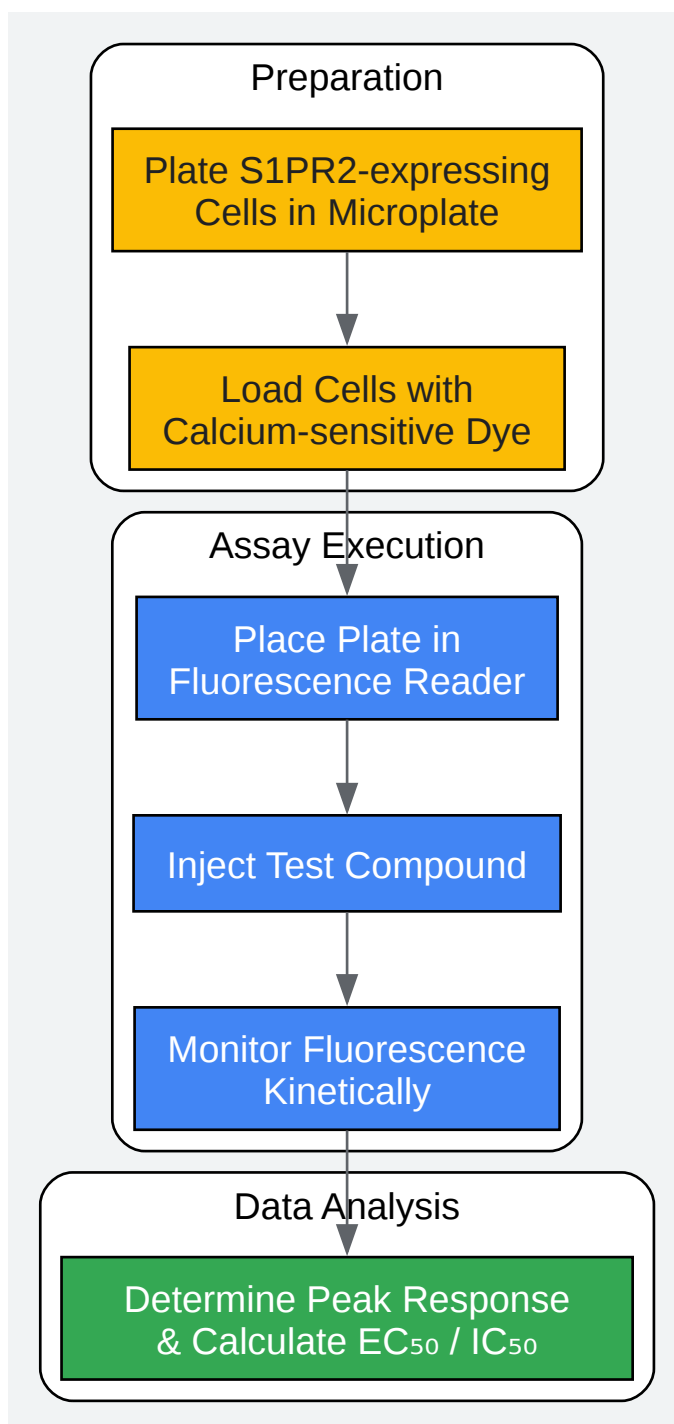 Preparation
Plate S1PR2-expressing
Cells in Microplate
Load Cells with
Calcium-sensitive Dye
Assay Execution
Place Plate in
Fluorescence Reader
Inject Test Compound
Monitor Fluorescence
Kinetically
Data Analysis
Determine Peak Response
& Calculate EC₅₀ / IC₅₀